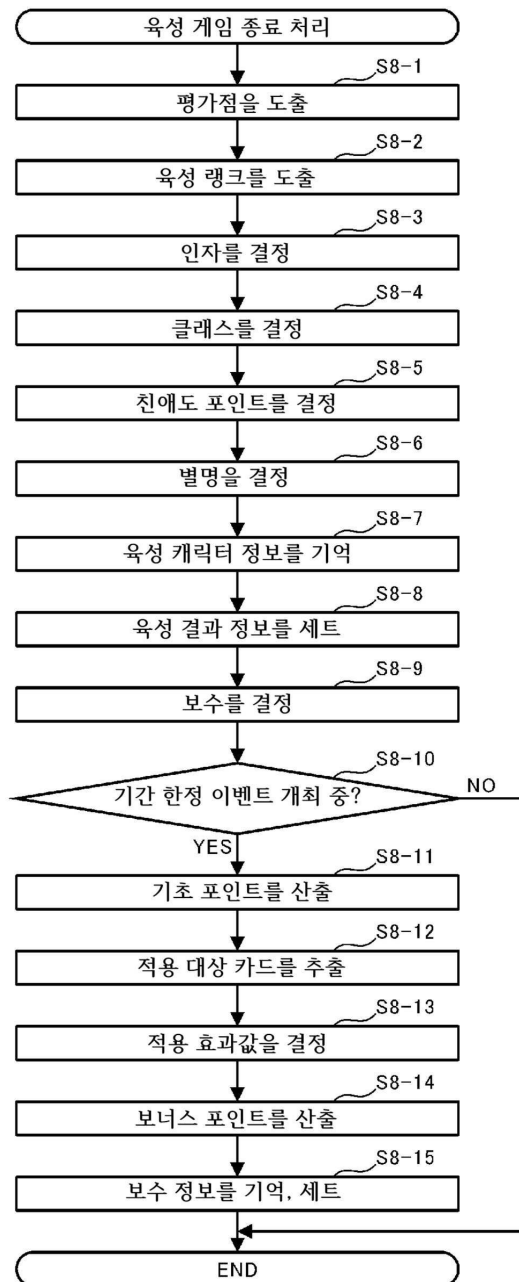 육성 게임 종료 처리
S8-1
평가점을 도출
S8-2
육성 랭크를 도출
S8-3
인자를 결정
S8-4
클래스를 결정
S8-5
친애도 포인트를 결정
S8-6
별명을 결정
S8-7
육성 캐릭터 정보를 기억
S8-8
육성 결과 정보를 세트
S8-9
보수를 결정
S8-10
기간 한정 이벤트 개최 중?
NO
YES
S8-11
기초 포인트를 산출
S8-12
적용 대상 카드를 추출
S8-13
적용 효과값을 결정
S8-14
보너스 포인트를 산출
S8-15
보수 정보를 기억, 세트
END